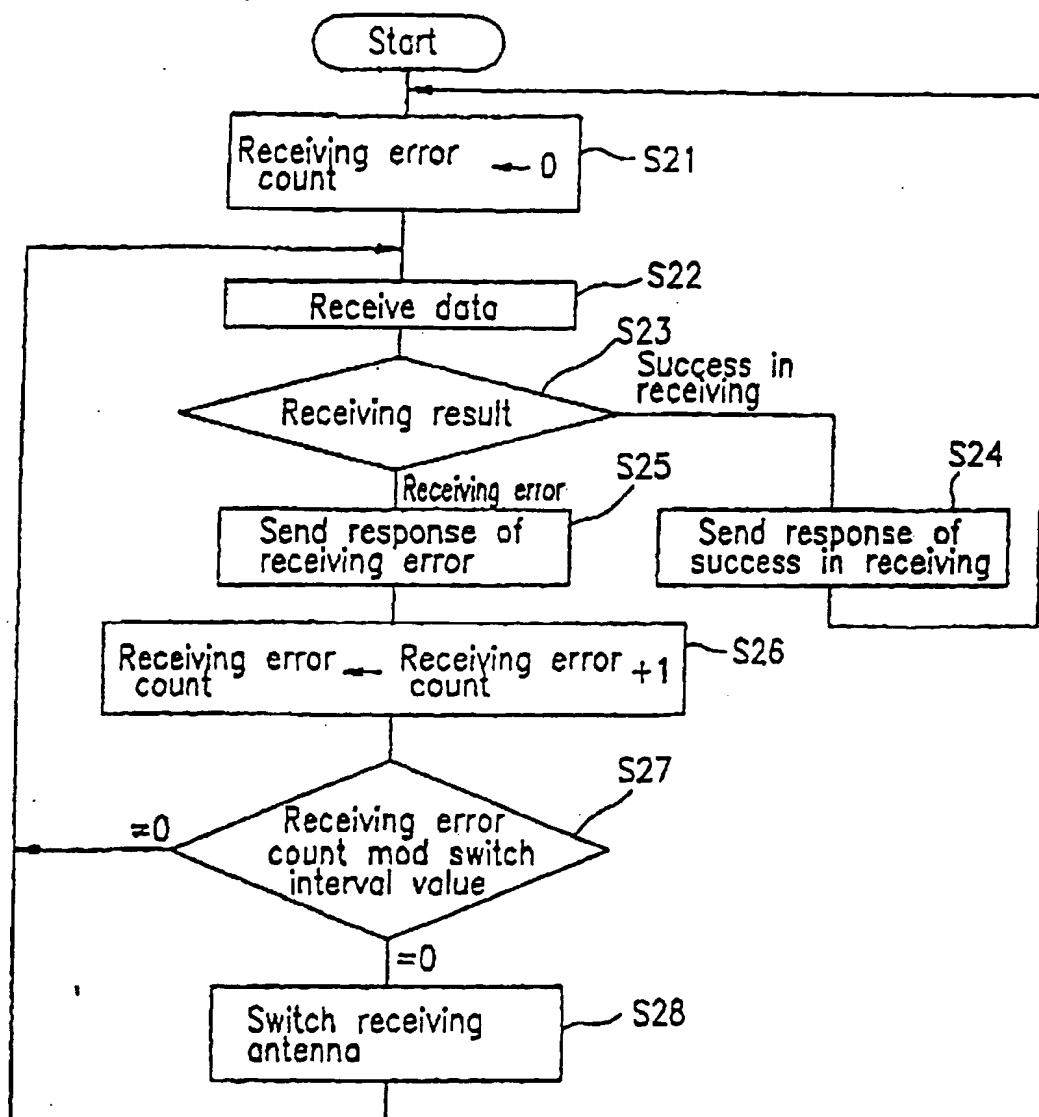 Start
Receiving error
count
← 0
S21
Receive data
S22
S23
Receiving result
Success in
receiving
Receiving error
S25
Send response of
receiving error
S24
Send response of
success in receiving
Receiving error
count
← Receiving error
count
+1
S26
S27
Receiving error
count mod switch
interval value
≠0
=0
Switch receiving
antenna
S28